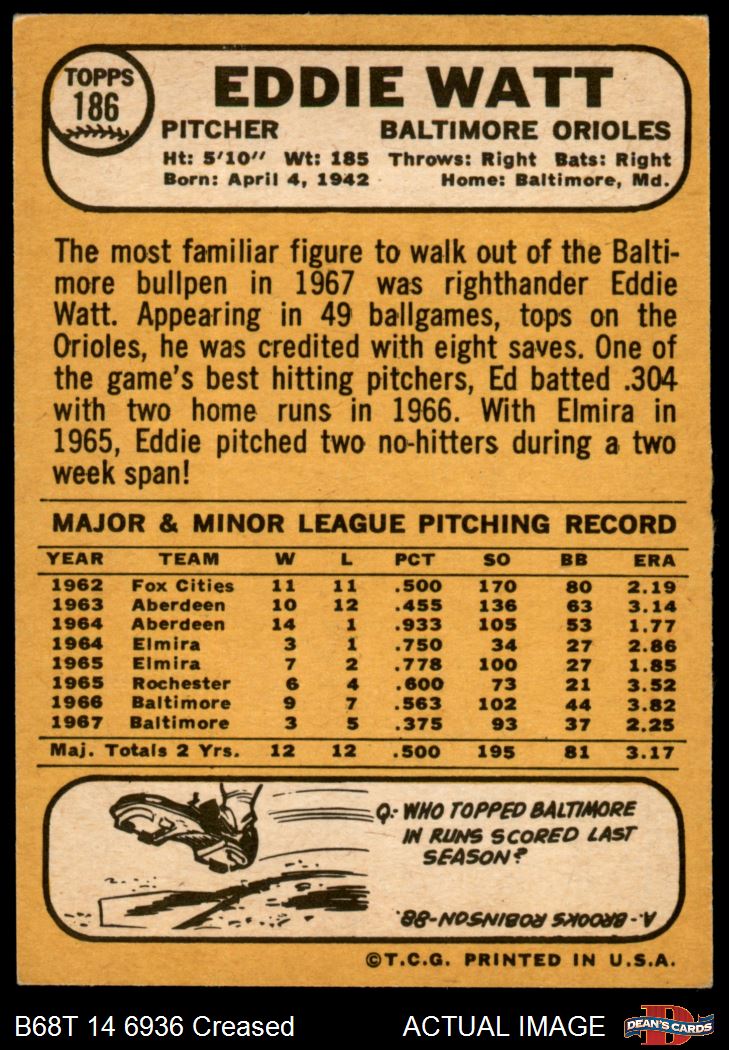 TOPPS
186
EDDIE WATT
PITCHER BALTIMORE ORIOLES
Ht: 5'10" Wt: 185 Throws: Right Bats: Right
Born: April 4, 1942 Home: Baltimore, Md.
The most familiar figure to walk out of the Balti-
more bullpen in 1967 was righthander Eddie
Watt. Appearing in 49 ballgames, tops on the
Orioles, he was credited with eight saves. One of
the game's best hitting pitchers, Ed batted .304
with two home runs in 1966. With Elmira in
1965, Eddie pitched two no-hitters during a two
week span!
MAJOR & MINOR LEAGUE PITCHING RECORD
YEAR TEAM W L PCT SO BB ERA
1962 Fox Cities 11 11 .500 170 80 2.19
1963 Aberdeen 10 12 .455 136 63 3.14
1964 Aberdeen 14 1 .933 105 53 1.77
1964 Elmira 3 1 .750 34 27 2.86
1965 Elmira 7 2 .778 100 27 1.85
1965 Rochester 6 4 .600 73 21 3.52
1966 Baltimore 9 7 .563 102 44 3.82
1967 Baltimore 3 5 .375 93 37 2.25
Maj. Totals 2 Yrs. 12 12 .500 195 81 3.17
Q:- WHO TOPPED BALTIMORE
IN RUNS SCORED LAST
SEASON?
A.- BROOKS ROBINSON-88.
©T.C.G. PRINTED IN U.S.A.
B68T 14 6936 Creased ACTUAL IMAGE
D
DEAN'S CARDS